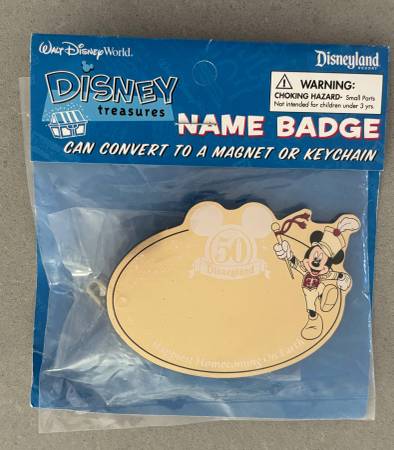 Walt Disney World.
Disneyland
RESORT
DISNEY
treasures
WARNING:
CHOKING HAZARD- Small Parts
Not intended for children under 3 yrs.
NAME BADGE
CAN CONVERT TO A MAGNET OR KEYCHAIN
50
Disneyland
Happiest Homecoming On Earth